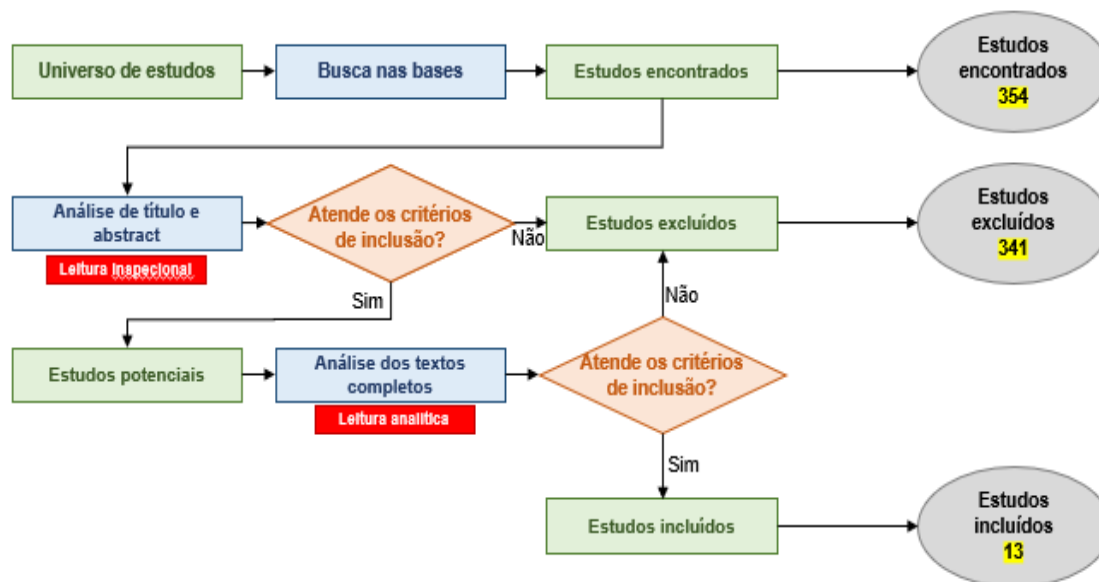 Universo de estudos
Busca nas bases
Estudos encontrados
Estudos
encontrados
354
Análise de título e
abstract
Leitura Inspecional
Atende os critérios
de inclusão?
Não
Estudos excluídos
Estudos
excluídos
341
Sim
Não
Estudos potenciais
Análise dos textos
completos
Leitura analítica
Atende os critérios
de inclusão?
Sim
Estudos incluídos
Estudos
incluídos
13